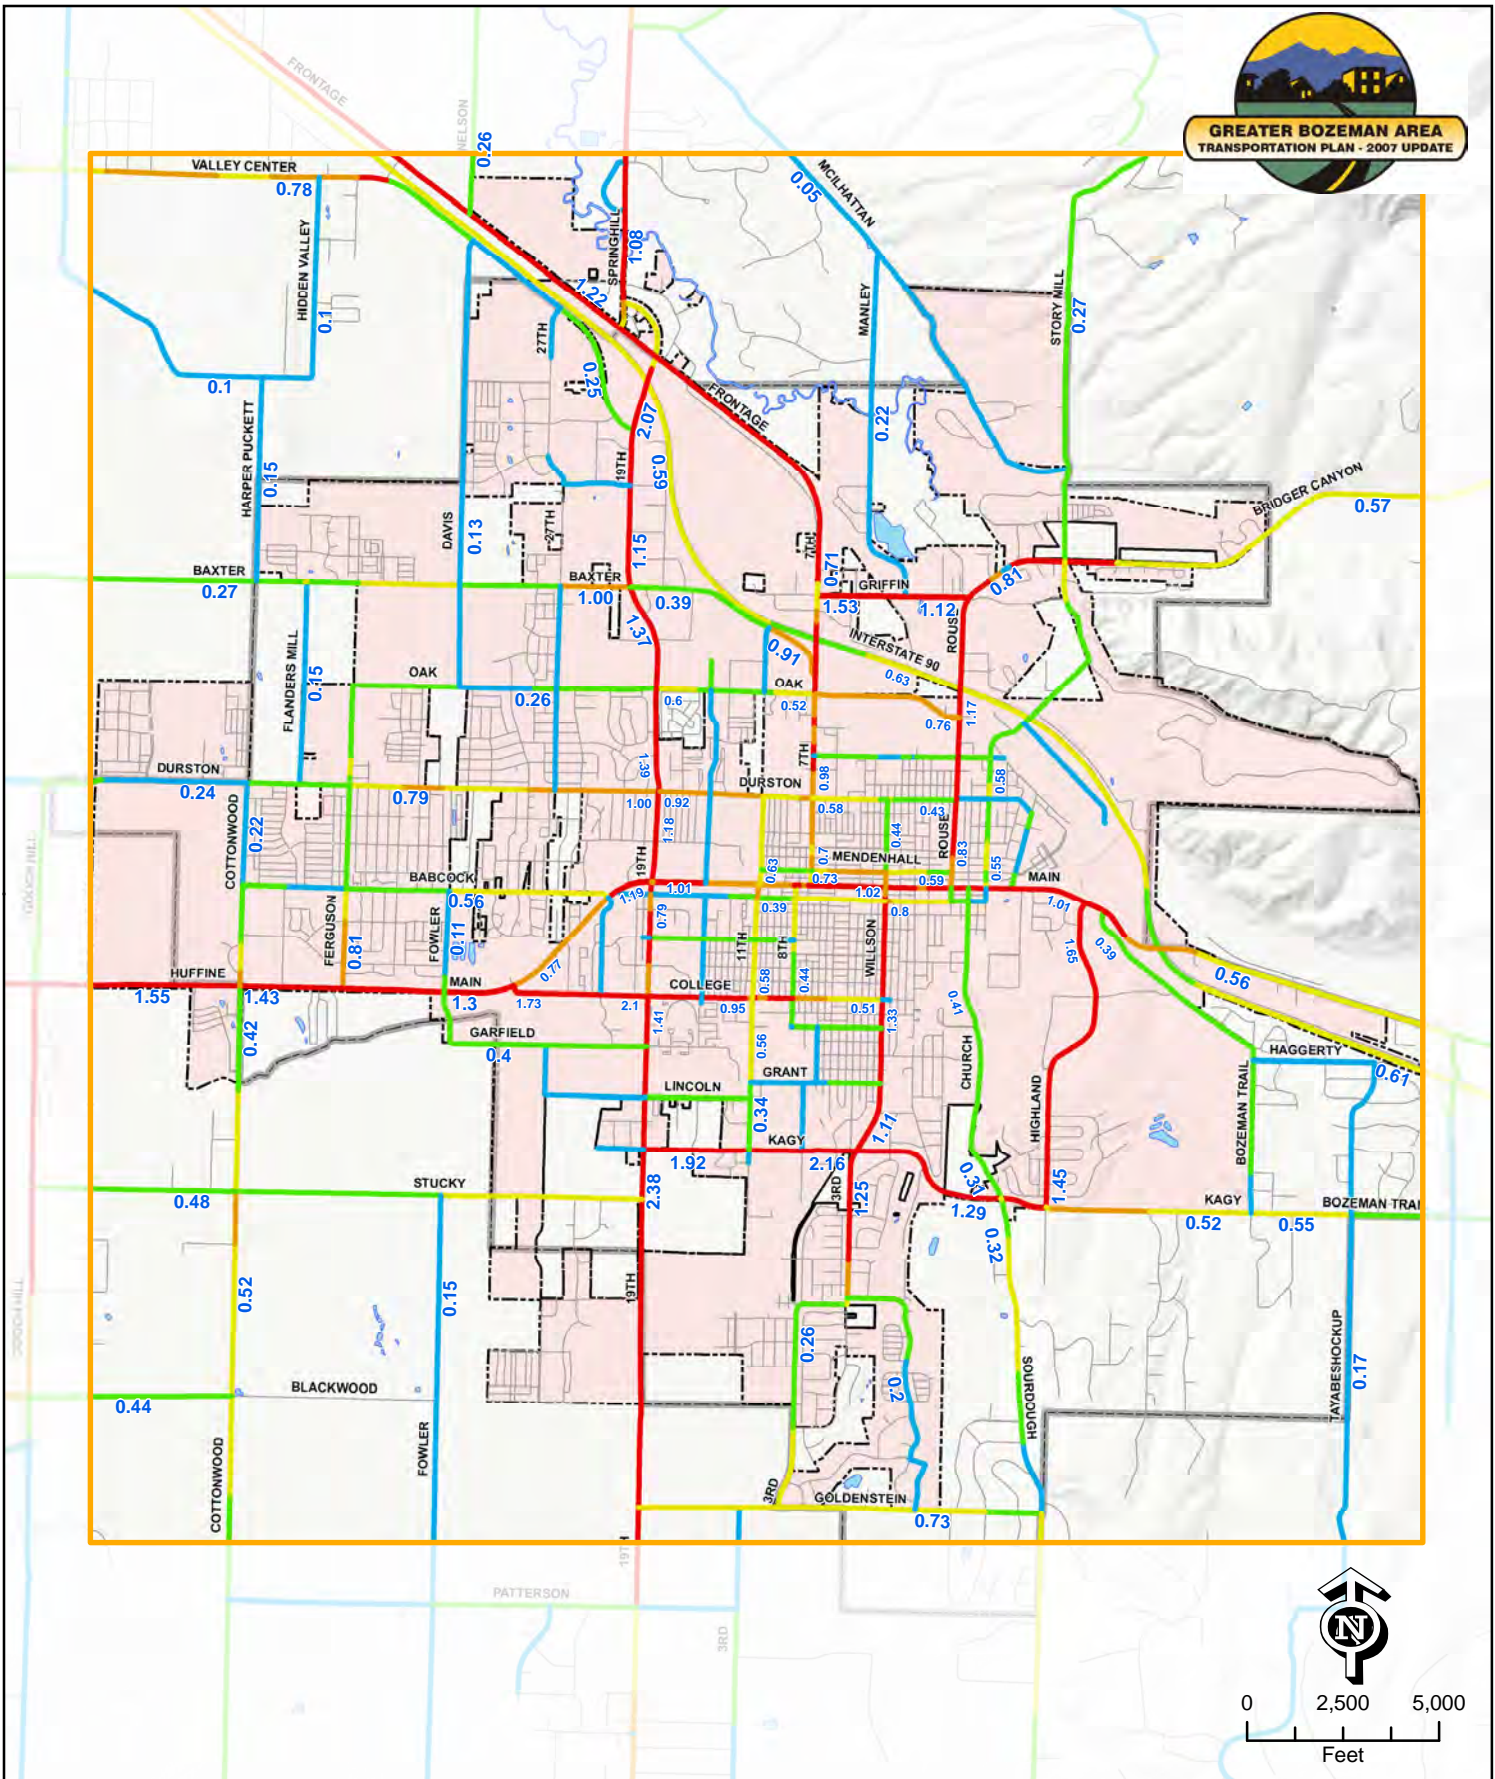 GREATER BOZEMAN AREA
TRANSPORTATION PLAN - 2007 UPDATE
FRONTAGE
NELSON
0.26
VALLEY CENTER
0.78
MCILHATTAN
0.05
HIDDEN VALLEY
0.1
SPRINGHILL
1.08
1.22
MANLEY
STORY MILL
0.27
27TH
0.1
0.25
FRONTAGE
HARPER PUCKETT
0.15
2.07
0.22
19TH
0.59
BRIDGER CANYON
0.57
DAVIS
0.13
27TH
1.15
7TH
0.71
BAXTER
0.27
BAXTER
1.00
0.39
GRIFFIN
1.53
1.12
0.81
1.37
ROUSE
INTERSTATE 90
0.63
0.91
FLANDERS MILL
0.15
OAK
0.26
0.6
OAK
0.52
0.76
1.17
DURSTON
0.24
0.79
1.39
7TH
0.98
DURSTON
0.58
1.00
0.92
0.58
0.43
COTTONWOOD
0.22
1.18
0.44
ROUSE
0.83
19TH
0.7
MENDENHALL
0.63
0.55
BABCOCK
0.56
1.19
1.01
0.73
1.02
0.59
MAIN
1.01
FERGUSON
0.81
FOWLER
0.11
0.79
0.39
0.8
11TH
8TH
WILLSON
1.65
0.39
0.77
0.58
0.44
HUFFINE
1.55
1.43
MAIN
1.3
1.73
2.1
COLLEGE
0.95
0.51
0.56
0.42
GARFIELD
0.4
1.41
1.33
0.41
0.56
CHURCH
HAGGERTY
0.61
LINCOLN
GRANT
0.34
HIGHLAND
BOZEMAN TRAIL
KAGY
1.11
1.92
2.16
0.48
STUCKY
2.38
3RD
1.25
0.31
1.29
1.45
KAGY
0.52
0.55
BOZEMAN TRAI
0.32
0.52
0.15
19TH
0.26
0.2
TAYABESHOCKUP
0.17
BLACKWOOD
0.44
SOURDOUGH
COTTONWOOD
FOWLER
3RD
GOLDENSTEIN
0.73
19TH
PATTERSON
3RD
N
0 2,500 5,000
Feet